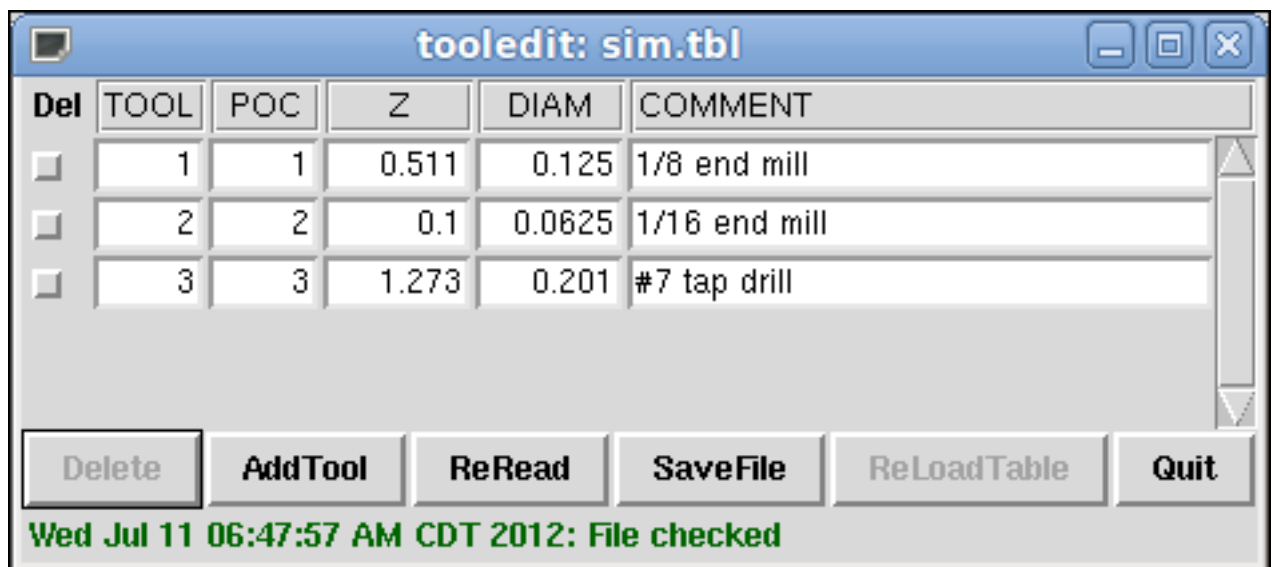 tooledit: sim.tbl
Del TOOL POC Z DIAM COMMENT
1 1 0.511 0.125 1/8 end mill
2 2 0.1 0.0625 1/16 end mill
3 3 1.273 0.201 #7 tap drill
Delete AddTool ReRead SaveFile ReLoadTable Quit
Wed Jul 11 06:47:57 AM CDT 2012: File checked